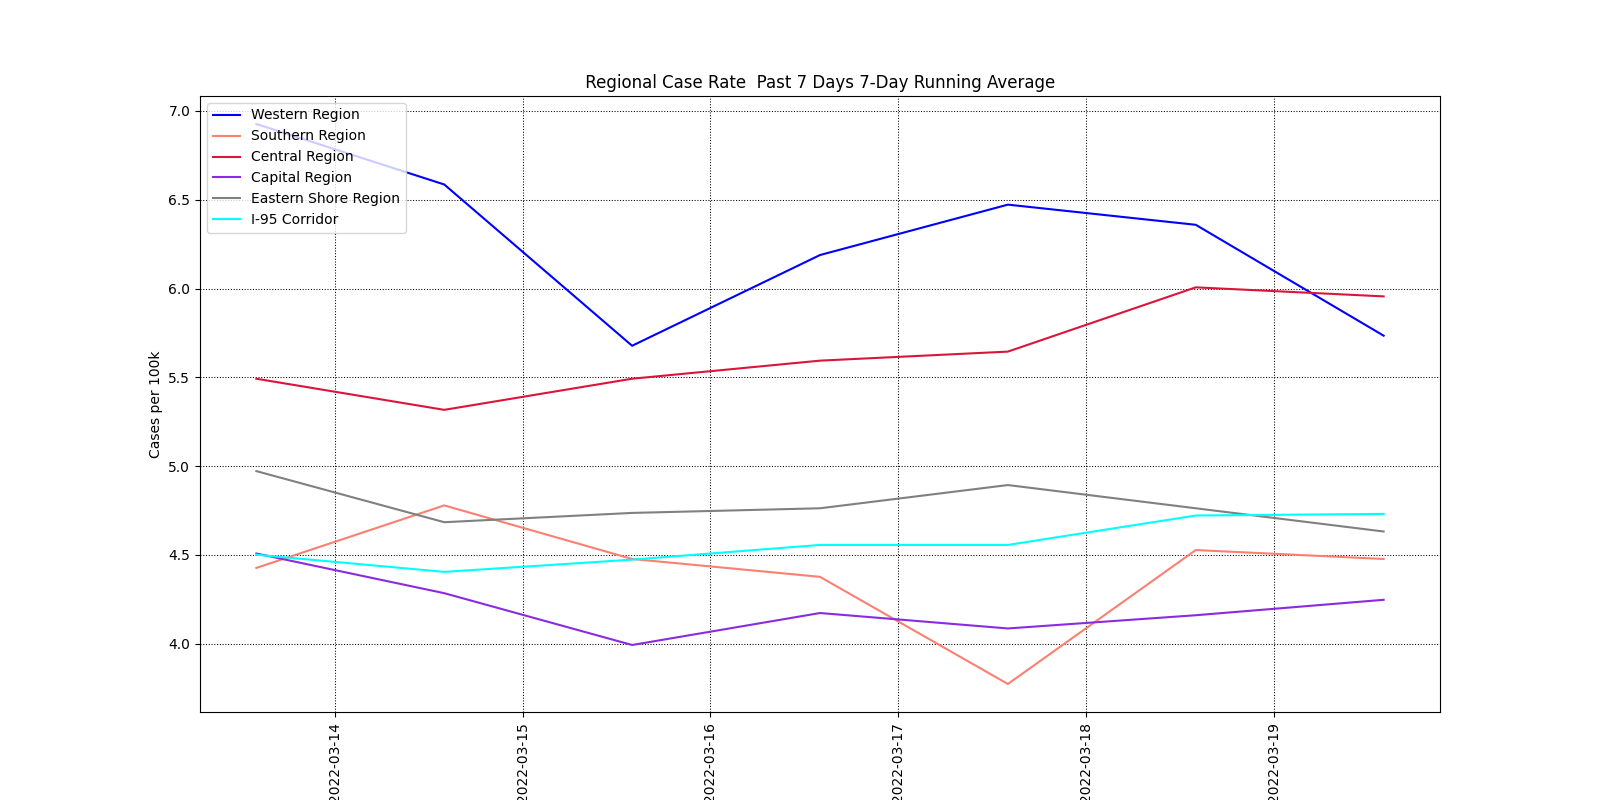 Regional Case Rate  Past 7 Days 7-Day Running Average
7.0
6.5
6.0
5.5
5.0
4.5
4.0
Cases per 100k
Western Region
Southern Region
Central Region
Capital Region
Eastern Shore Region
I-95 Corridor
2022-03-14
2022-03-15
2022-03-16
2022-03-17
2022-03-18
2022-03-19